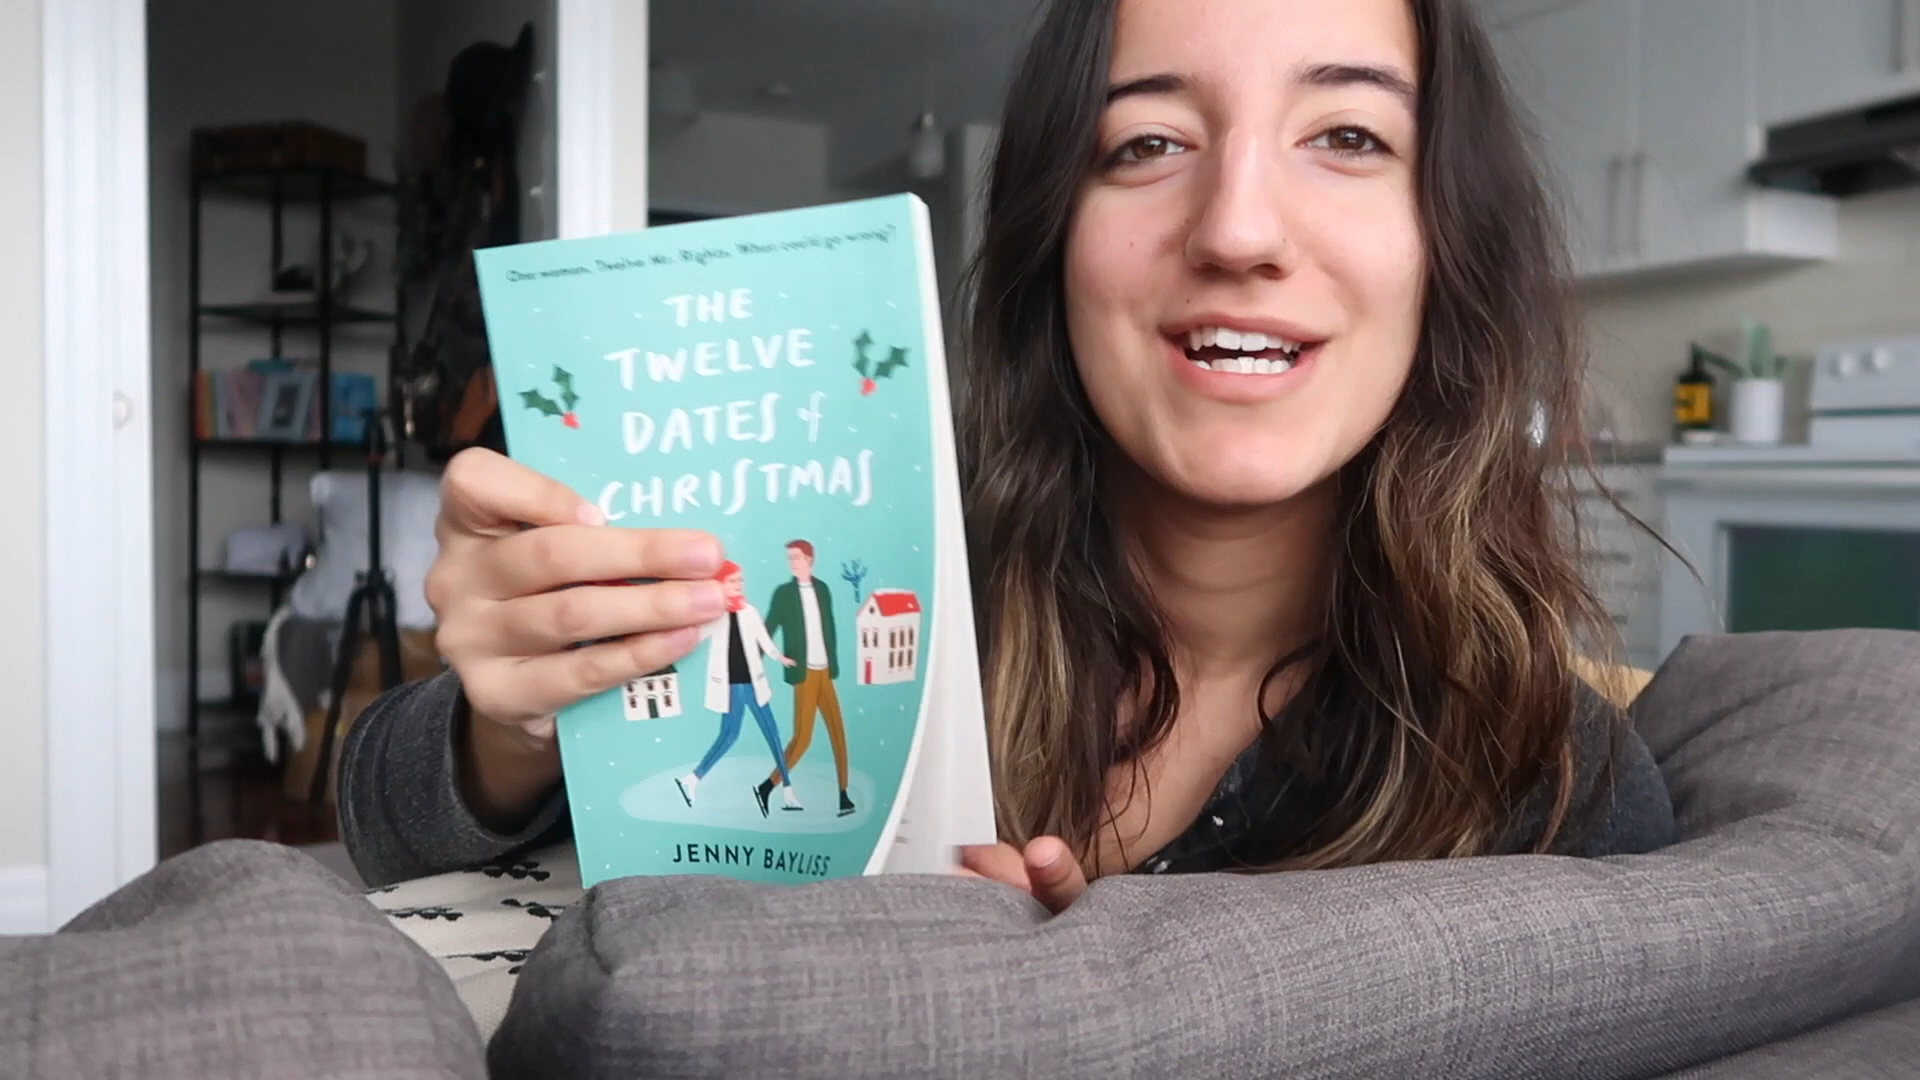 One woman. Twelve Mr. Rights. What could go wrong?
THE
TWELVE
DATES of
CHRISTMAS
JENNY BAYLISS